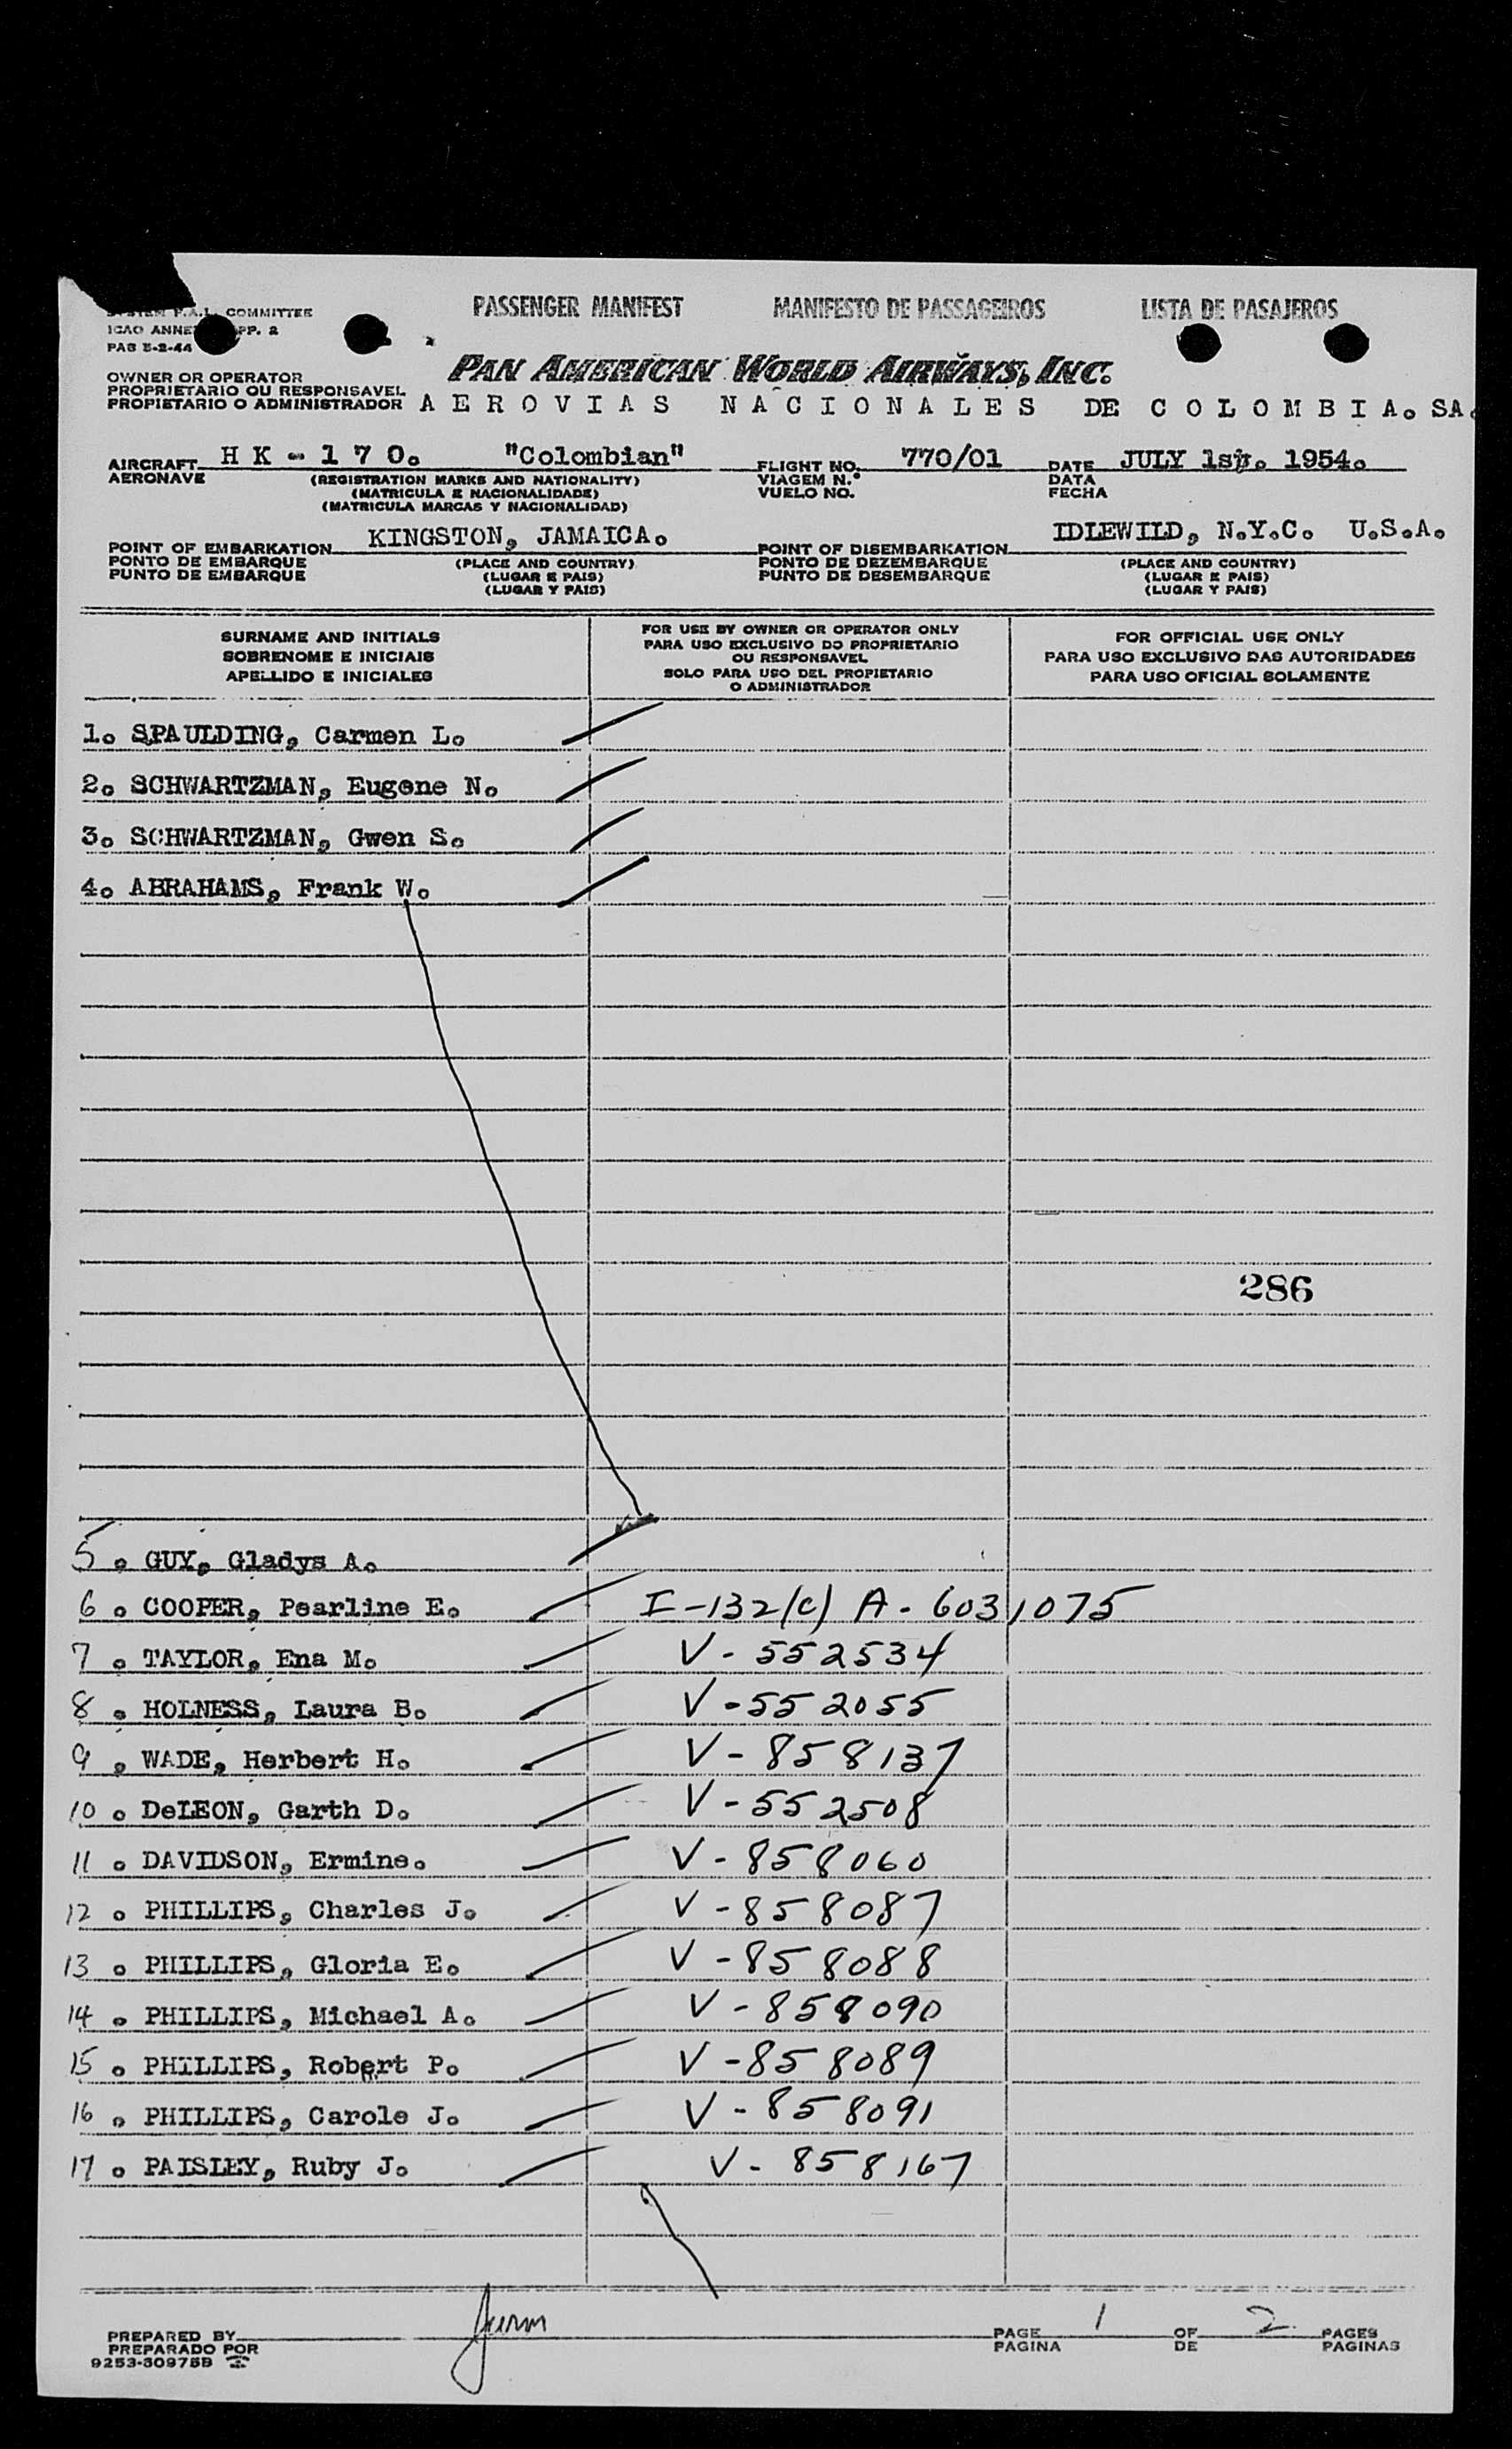 PASSENGER MANIFEST MANIFESTO DE PASSAGEIROS LISTA DE PASAJEROS
COMMITTEE
ICAO ANNE PP. 2
PAS 5-2-44
PAN AMERICAN WORLD AIRWAYS, INC.
OWNER OR OPERATOR
PROPRIETARIO OU RESPONSAVEL
PROPIETARIO O ADMINISTRADOR
AEROVIAS NACIONALES DE COLOMBIA. SA.
AIRCRAFT HK-170. "Colombian" FLIGHT NO. 770/01 DATE JULY 1st. 1954.
AERONAVE (REGISTRATION MARKS AND NATIONALITY) VIAGEM N.º DATA
(MATRICULA E NACIONALIDADE) VUELO NO. FECHA
(MATRICULA MARCAS Y NACIONALIDAD)
POINT OF EMBARKATION KINGSTON, JAMAICA. POINT OF DISEMBARKATION IDLEWILD, N.Y.C. U.S.A.
PONTO DE EMBARQUE (PLACE AND COUNTRY) PONTO DE DEZEMBARQUE (PLACE AND COUNTRY)
PUNTO DE EMBARQUE (LUGAR E PAIS) PUNTO DE DESEMBARQUE (LUGAR E PAIS)
(LUGAR Y PAIS) (LUGAR Y PAIS)
SURNAME AND INITIALS
SOBRENOME E INICIAIS
APELLIDO E INICIALES
FOR USE BY OWNER OR OPERATOR ONLY
PARA USO EXCLUSIVO DO PROPRIETARIO
OU RESPONSAVEL
SOLO PARA USO DEL PROPIETARIO
O ADMINISTRADOR
FOR OFFICIAL USE ONLY
PARA USO EXCLUSIVO DAS AUTORIDADES
PARA USO OFICIAL SOLAMENTE
1. SPAULDING, Carmen L.
2. SCHWARTZMAN, Eugene N.
3. SCHWARTZMAN, Gwen S.
4. ABRAHAMS, Frank W.
286
5. GUY, Gladys A.
6. COOPER, Pearline E. I-132(c) A-6031075
7. TAYLOR, Ena M. V-552534
8. HOLNESS, Laura B. V-552055
9. WADE, Herbert H. V-858137
10. DeLEON, Garth D. V-552508
11. DAVIDSON, Ermine. V-858060
12. PHILLIPS, Charles J. V-858087
13. PHILLIPS, Gloria E. V-858088
14. PHILLIPS, Michael A. V-858090
15. PHILLIPS, Robert P. V-858089
16. PHILLIPS, Carole J. V-858091
17. PAISLEY, Ruby J. V-858167
PREPARED BY PAGE 1 OF 2 PAGES
PREPARADO POR PAGINA DE PAGINAS
9253-30975B